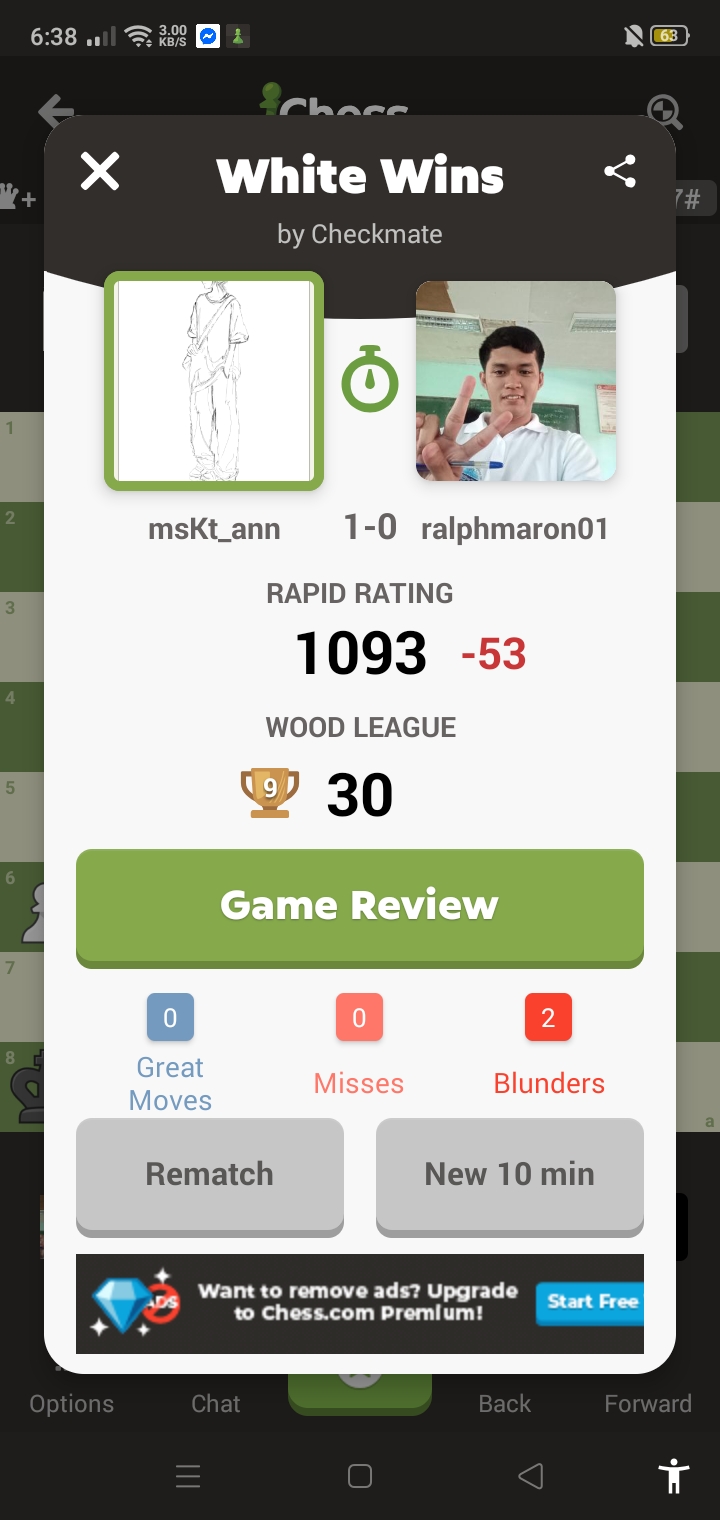 6:38 3.00 KB/S 63
Chess
+ 7#
White Wins
by Checkmate
msKt_ann 1-0 ralphmaron01
RAPID RATING
1093 -53
WOOD LEAGUE
9 30
Game Review
0 0 2
Great Moves Misses Blunders
Rematch New 10 min
ADS Want to remove ads? Upgrade
to Chess.com Premium! Start Free
1
2
3
4
5
6
7
8
a
Options Chat Back Forward